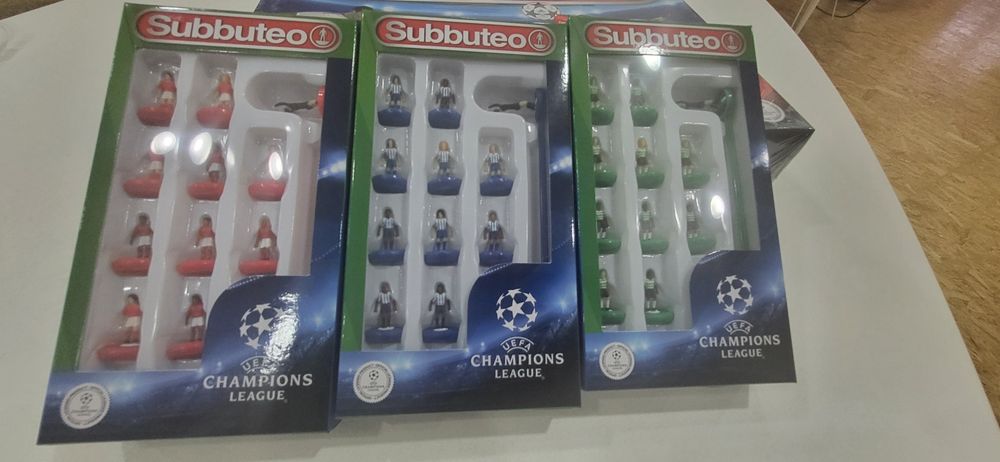 Subbuteo
UEFA
CHAMPIONS
LEAGUE
Subbuteo
UEFA
CHAMPIONS
LEAGUE
Subbuteo
UEFA
CHAMPIONS
LEAGUE